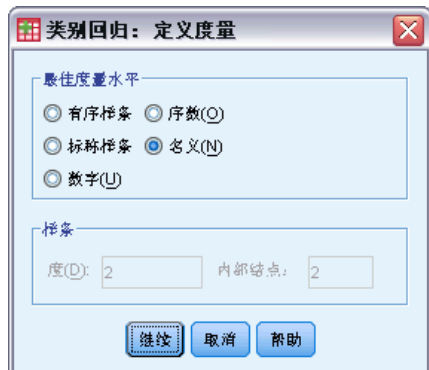 类别回归：定义度量
最佳度量水平
有序样条 序数(O)
标称样条 名义(N)
数字(U)
样条
度(D): 2 内部结点： 2
继续 取消 帮助